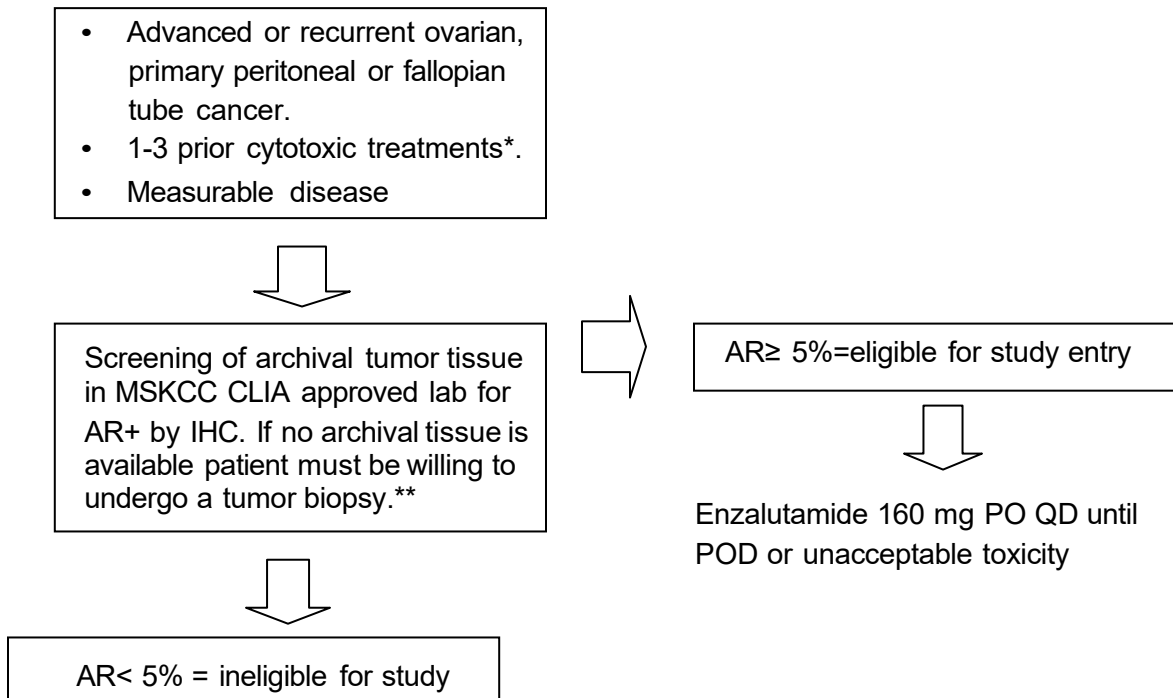 • Advanced or recurrent ovarian,
primary peritoneal or fallopian
tube cancer.
• 1-3 prior cytotoxic treatments*.
• Measurable disease
Screening of archival tumor tissue
in MSKCC CLIA approved lab for
AR+ by IHC. If no archival tissue is
available patient must be willing to
undergo a tumor biopsy.**
AR≥ 5%=eligible for study entry
Enzalutamide 160 mg PO QD until
POD or unacceptable toxicity
AR< 5% = ineligible for study